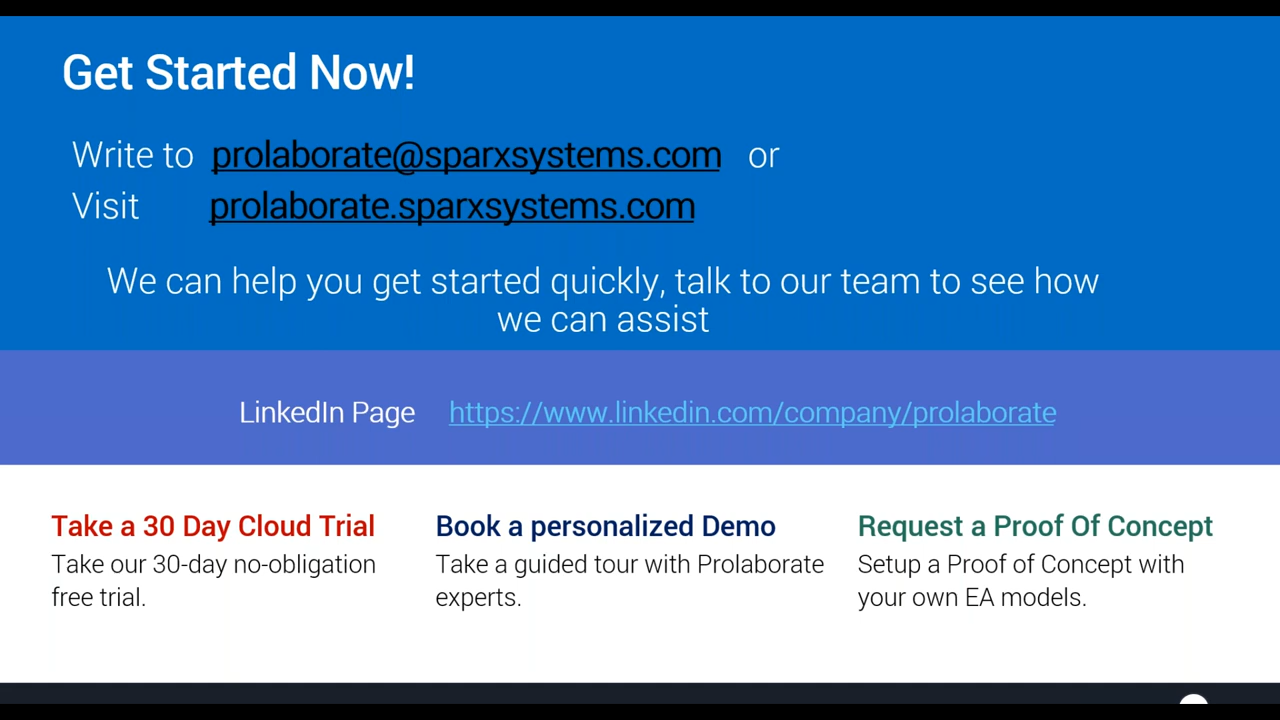 Get Started Now!
Write to prolaborate@sparxsystems.com or
Visit prolaborate.sparxsystems.com
We can help you get started quickly, talk to our team to see how
we can assist
LinkedIn Page https://www.linkedin.com/company/prolaborate
Take a 30 Day Cloud Trial
Take our 30-day no-obligation
free trial.
Book a personalized Demo
Take a guided tour with Prolaborate
experts.
Request a Proof Of Concept
Setup a Proof of Concept with
your own EA models.